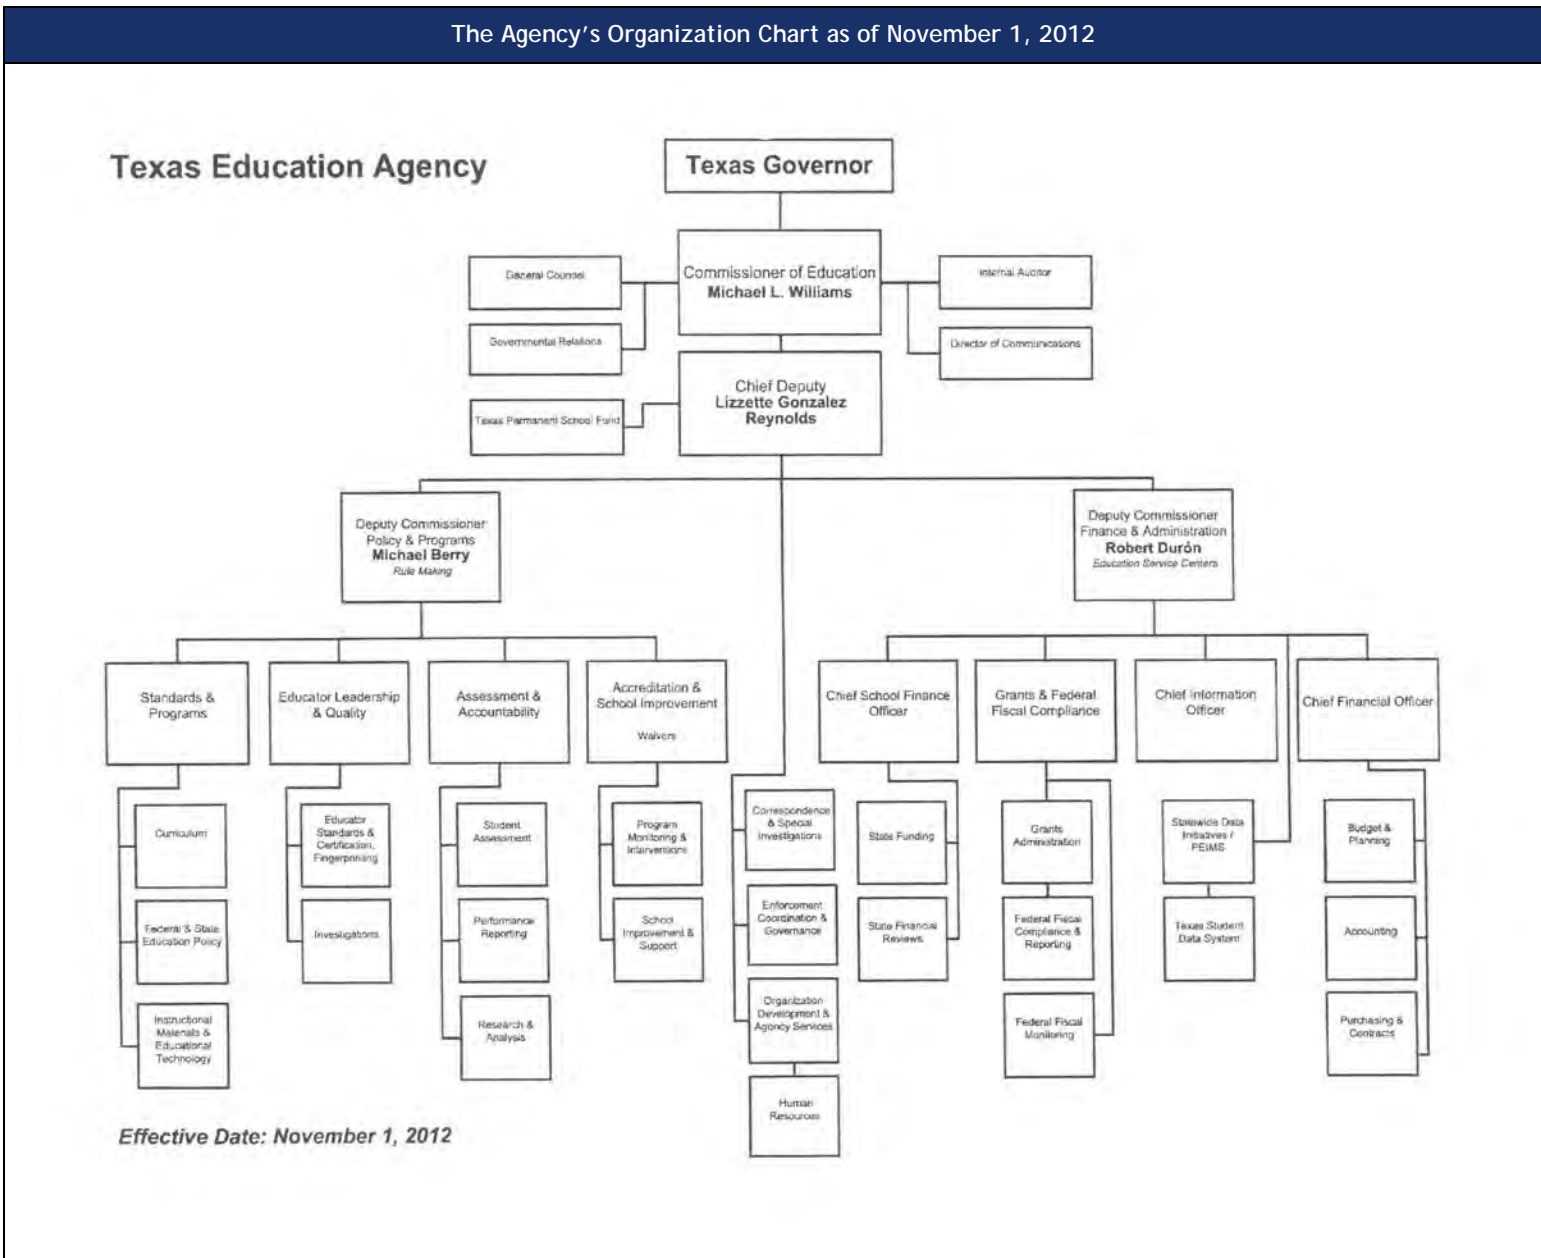 The Agency's Organization Chart as of November 1, 2012
Texas Education Agency
Texas Governor
Commissioner of Education
Michael L. Williams
General Counsel
Internal Auditor
Governmental Relations
Director of Communications
Chief Deputy
Lizzette Gonzalez
Reynolds
Texas Permanent School Fund
Deputy Commissioner
Policy & Programs
Michael Berry
Rule Making
Deputy Commissioner
Finance & Administration
Robert Durón
Education Service Centers
Standards &
Programs
Educator Leadership
& Quality
Assessment &
Accountability
Accreditation &
School Improvement
Waivers
Chief School Finance
Officer
Grants & Federal
Fiscal Compliance
Chief Information
Officer
Chief Financial Officer
Curriculum
Federal & State
Education Policy
Instructional
Materials &
Educational
Technology
Educator
Standards &
Certification,
Fingerprinting
Investigations
Student
Assessment
Performance
Reporting
Research &
Analysis
Program
Monitoring &
Interventions
School
Improvement &
Support
Correspondence
& Special
Investigations
Enforcement
Coordination &
Governance
Organization
Development &
Agency Services
Human
Resources
State Funding
State Financial
Reviews
Grants
Administration
Federal Fiscal
Compliance &
Reporting
Federal Fiscal
Monitoring
Statewide Data
Initiatives /
PEIMS
Texas Student
Data System
Budget &
Planning
Accounting
Purchasing &
Contracts
Effective Date: November 1, 2012